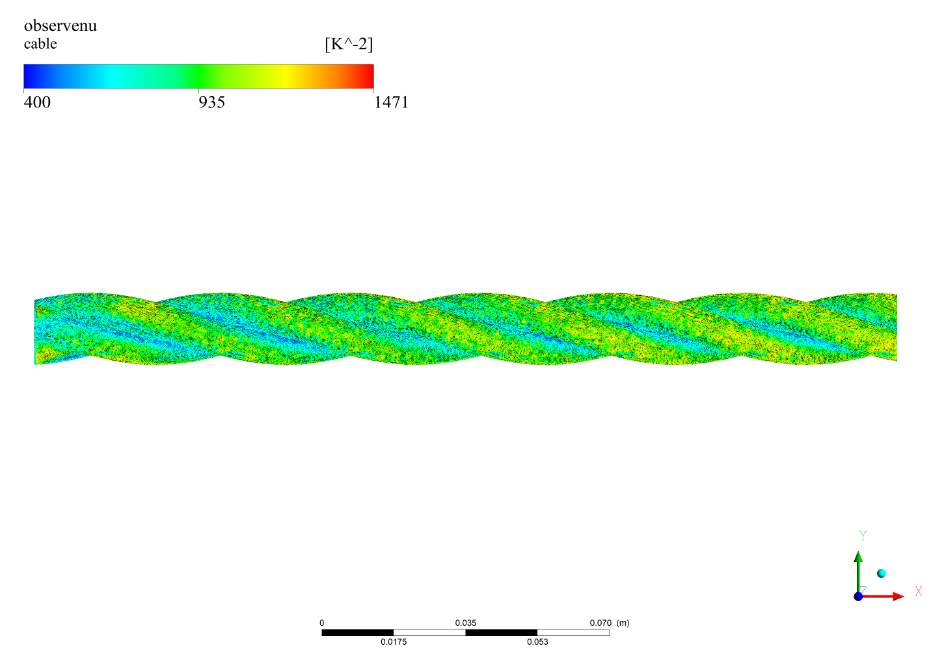 observenu
cable [K^-2]
400 935 1471
Y
Z X
0 0.035 0.070 (m)
0.0175 0.053